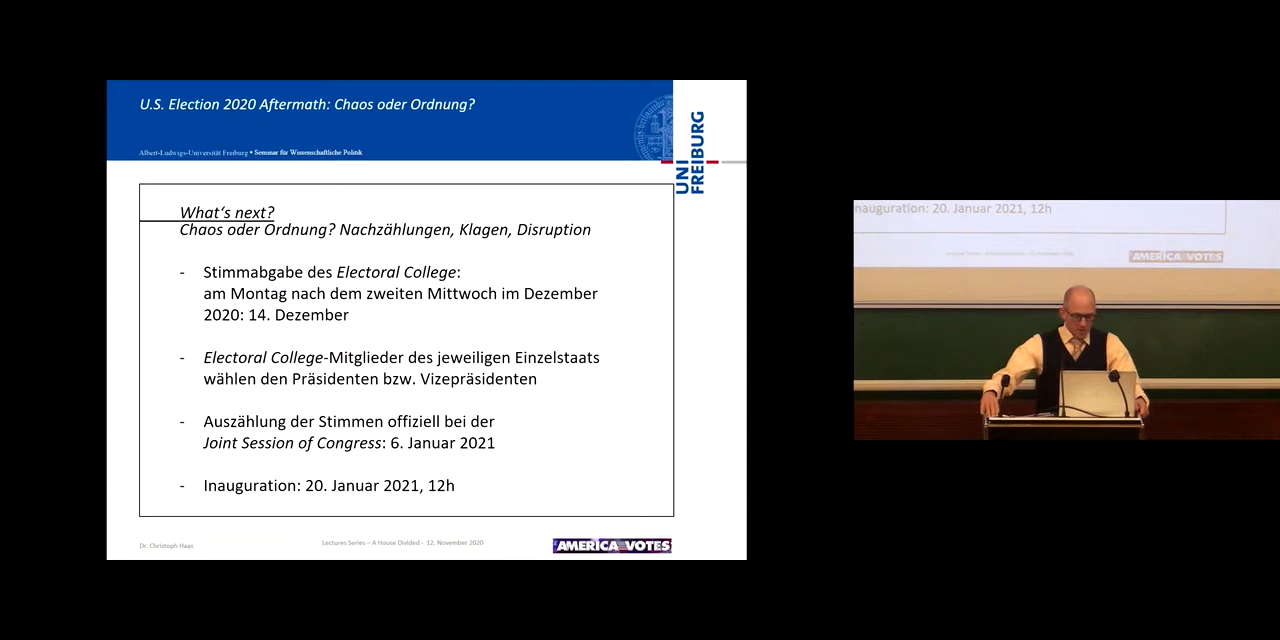 U.S. Election 2020 Aftermath: Chaos oder Ordnung?
Albert-Ludwigs-Universität Freiburg • Seminar für Wissenschaftliche Politik
UNI
FREIBURG
What's next?
Chaos oder Ordnung? Nachzählungen, Klagen, Disruption
- Stimmabgabe des Electoral College:
am Montag nach dem zweiten Mittwoch im Dezember
2020: 14. Dezember
- Electoral College-Mitglieder des jeweiligen Einzelstaats
wählen den Präsidenten bzw. Vizepräsidenten
- Auszählung der Stimmen offiziell bei der
Joint Session of Congress: 6. Januar 2021
- Inauguration: 20. Januar 2021, 12h
Dr. Christoph Haas
Lectures Series – A House Divided - 12. November 2020
AMERICA VOTES
nauguration: 20. Januar 2021, 12h
AMERICA VOTES